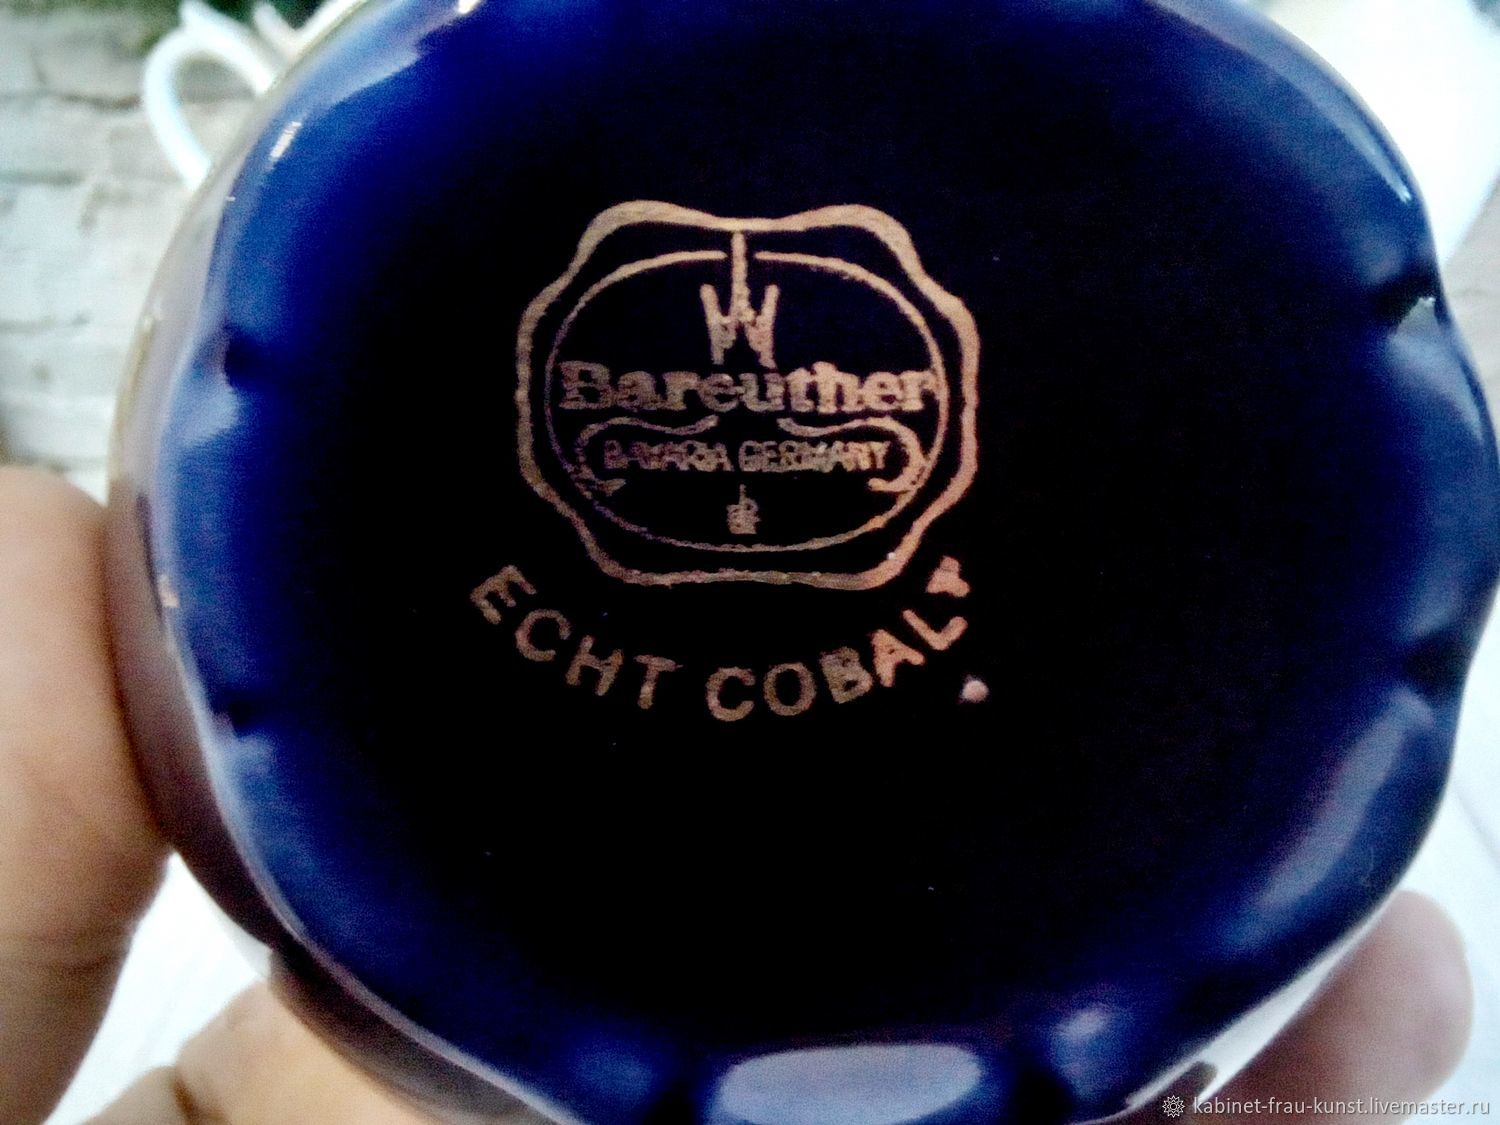 W
Bareuther
BAVARIA GERMANY
ECHT COBALT
kabinet-frau-kunst.livemaster.ru